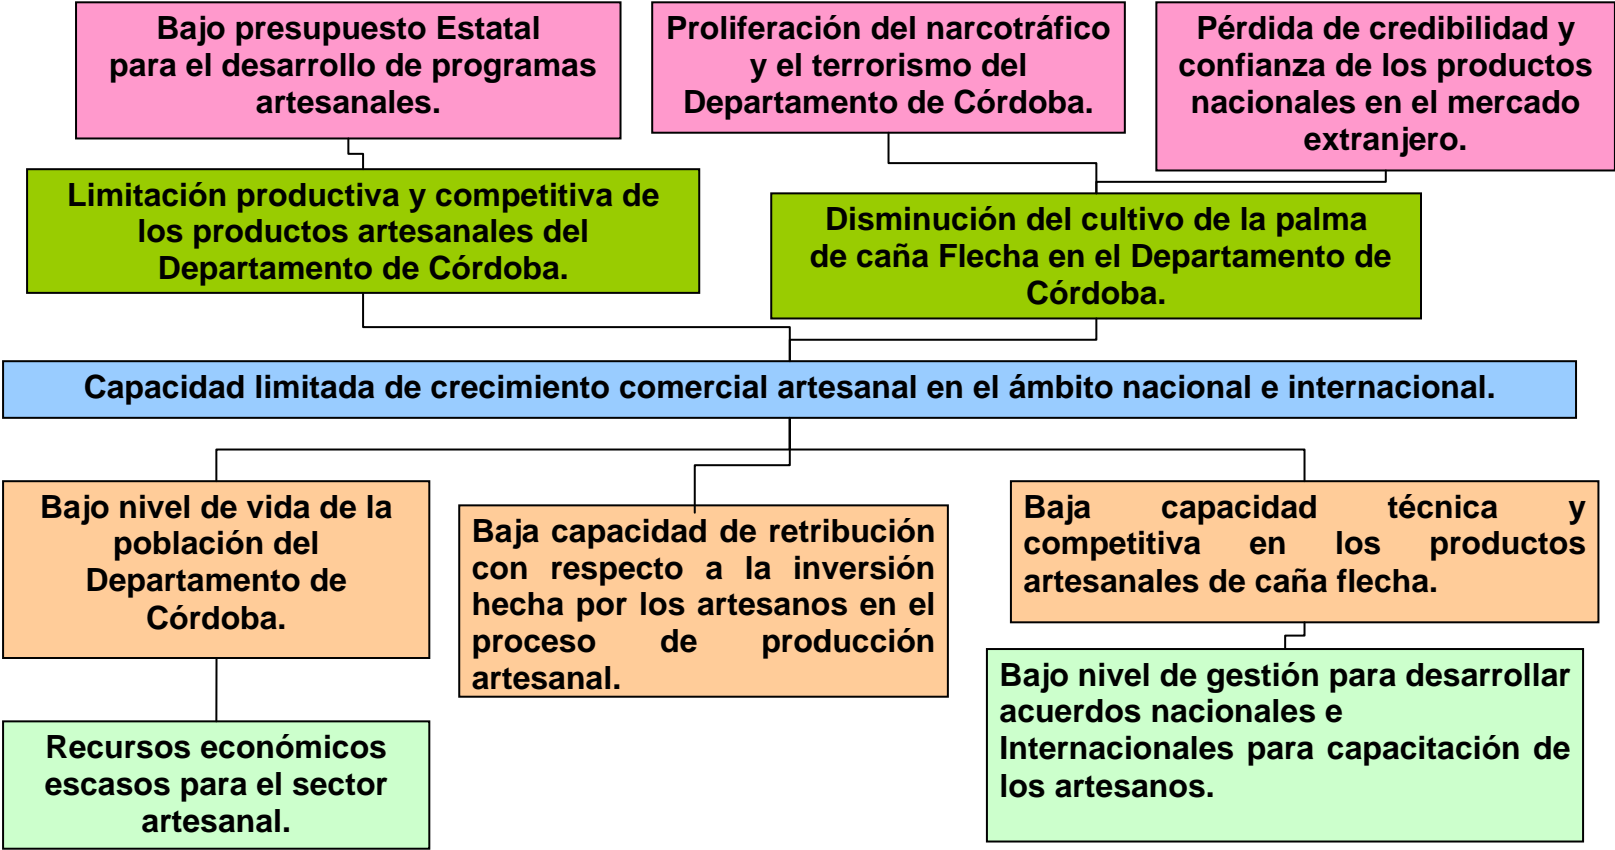 Bajo presupuesto Estatal
para el desarrollo de programas
artesanales.
Proliferación del narcotráfico
y el terrorismo del
Departamento de Córdoba.
Pérdida de credibilidad y
confianza de los productos
nacionales en el mercado
extranjero.
Limitación productiva y competitiva de
los productos artesanales del
Departamento de Córdoba.
Disminución del cultivo de la palma
de caña Flecha en el Departamento de
Córdoba.
Capacidad limitada de crecimiento comercial artesanal en el ámbito nacional e internacional.
Bajo nivel de vida de la
población del
Departamento de
Córdoba.
Baja capacidad de retribución
con respecto a la inversión
hecha por los artesanos en el
proceso de producción
artesanal.
Baja capacidad técnica y
competitiva en los productos
artesanales de caña flecha.
Recursos económicos
escasos para el sector
artesanal.
Bajo nivel de gestión para desarrollar
acuerdos nacionales e
Internacionales para capacitación de
los artesanos.